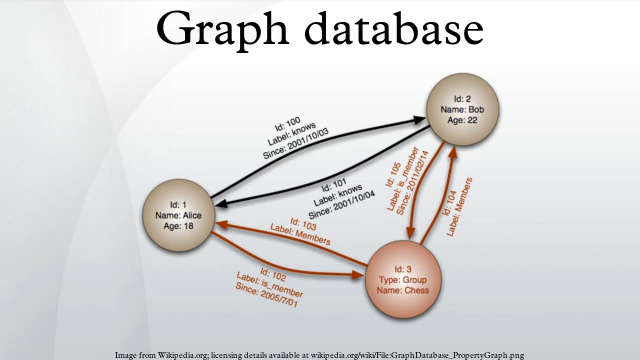 Graph database
Id: 2
Name: Bob
Age: 22
Id: 100
Label: knows
Since: 2001/10/03
Id: 101
Label: knows
Since: 2001/10/04
Id: 105
Label: is_member
Since: 2011/02/14
Id: 104
Label: Members
Id: 1
Name: Alice
Age: 18
Id: 103
Label: Members
Id: 102
Label: is_member
Since: 2005/7/01
Id: 3
Type: Group
Name: Chess
Image from Wikipedia.org; licensing details available at wikipedia.org/wiki/File:GraphDatabase_PropertyGraph.png